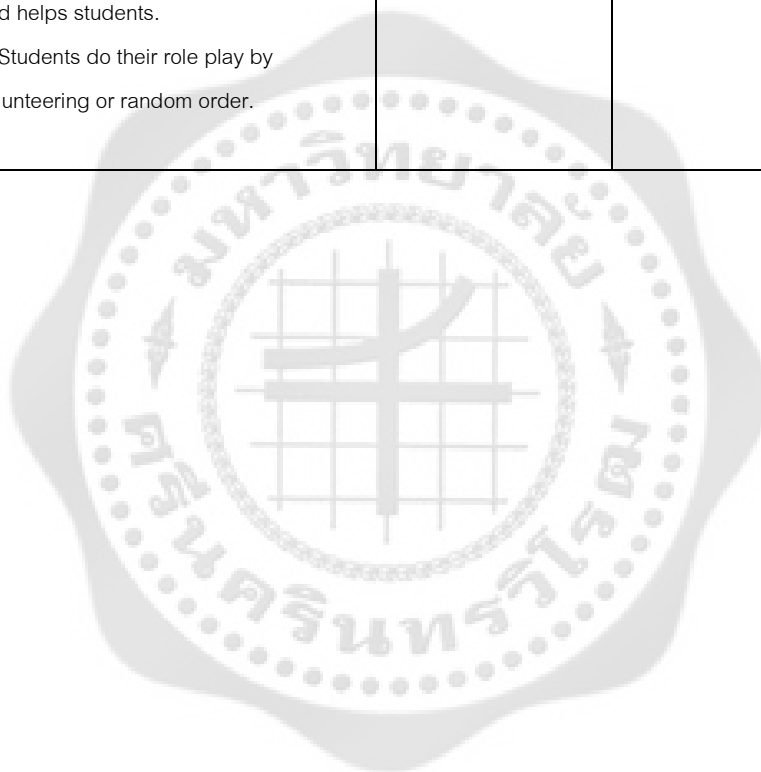 d helps students.
Students do their role play by
unteering or random order.
มหาวิทยาลัย
ศรีนครินทรวิโรฒ